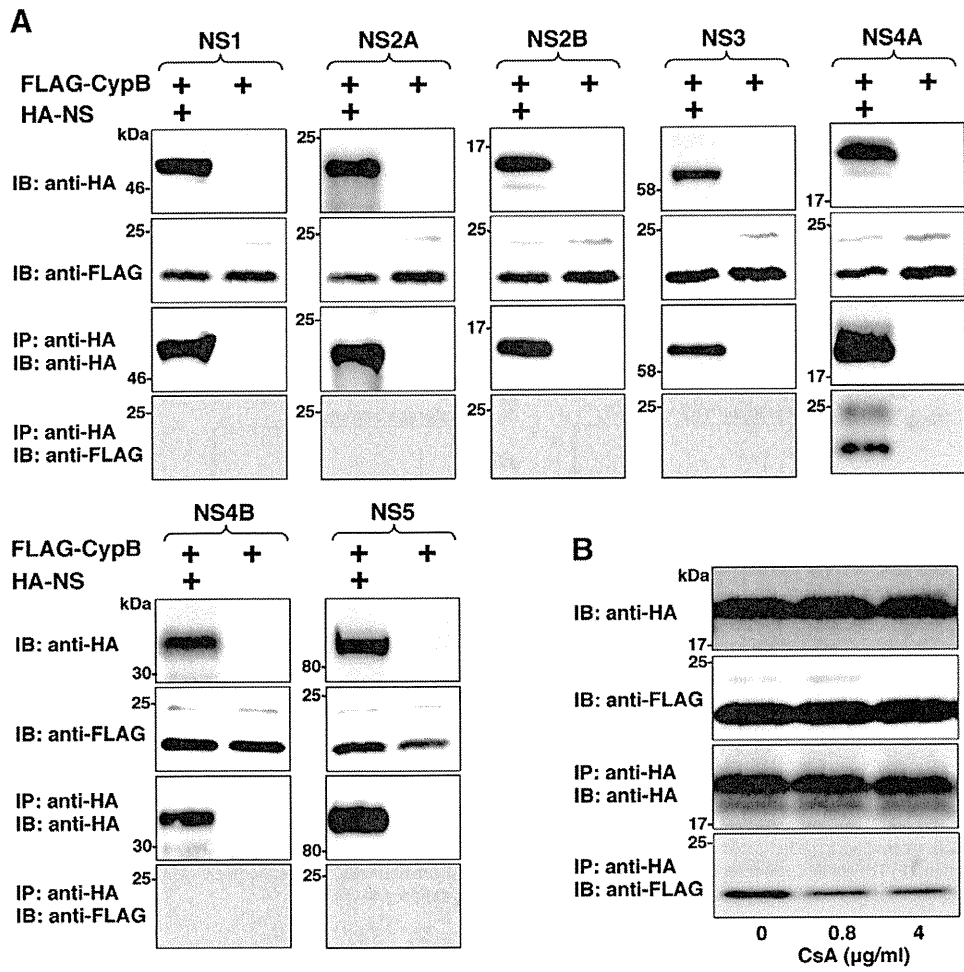 A
NS1 NS2A NS2B NS3 NS4A
FLAG-CypB + + + + + + + + + +
HA-NS + + + + +
kDa
IB: anti-HA 46- 25- 17- 58- 17-
IB: anti-FLAG 25- 25- 25- 25- 25-
IP: anti-HA
IB: anti-HA 46- 25- 17- 58- 17-
IP: anti-HA
IB: anti-FLAG 25- 25- 25- 25- 25-
NS4B NS5
FLAG-CypB + + + +
HA-NS + +
kDa
IB: anti-HA 30- 80-
IB: anti-FLAG 25- 25-
IP: anti-HA
IB: anti-HA 30- 80-
IP: anti-HA
IB: anti-FLAG 25- 25-
B
kDa
IB: anti-HA 17-
IB: anti-FLAG 25-
IP: anti-HA
IB: anti-HA 17-
IP: anti-HA
IB: anti-FLAG 25-
0 0.8 4
CsA (µg/ml)